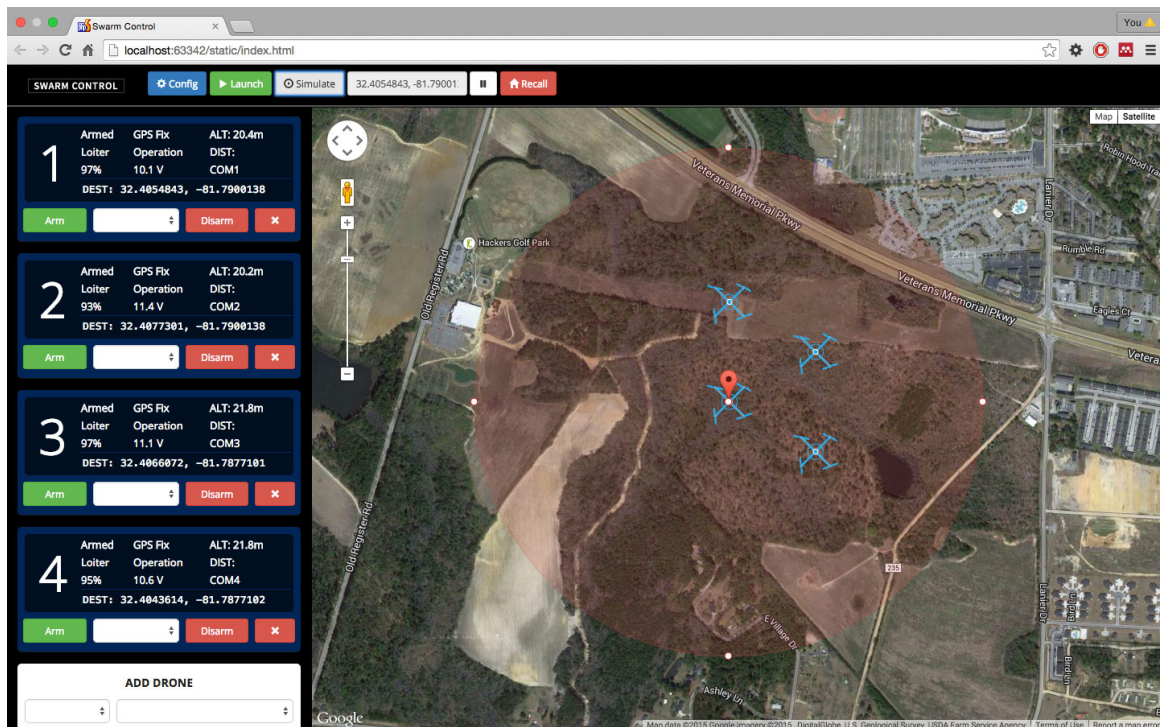 Swarm Control
You
localhost:63342/static/index.html
SWARM CONTROL
Config
Launch
Simulate
32.4054843, -81.79001
Recall
1
Armed GPS Fix ALT: 20.4m
Loiter Operation DIST:
97% 10.1 V COM1
DEST: 32.4054843, -81.7900138
Arm Disarm
2
Armed GPS Fix ALT: 20.2m
Loiter Operation DIST:
93% 11.4 V COM2
DEST: 32.4077301, -81.7900138
Arm Disarm
3
Armed GPS Fix ALT: 21.8m
Loiter Operation DIST:
97% 11.1 V COM3
DEST: 32.4066072, -81.7877101
Arm Disarm
4
Armed GPS Fix ALT: 21.8m
Loiter Operation DIST:
95% 10.6 V COM4
DEST: 32.4043614, -81.7877102
Arm Disarm
ADD DRONE
Map Satellite
Veterans Memorial Pkwy
Robin Hood Tra
Lanier Dr
Rumble Rd
Hackers Golf Park
Old Register Rd
Veterans Memorial Pkwy
Eagles Ct
Vetera
Old Register Rd
235
Lanier Dr
Bird Ln
E Village Dr
Bird Ln
Ashley Ln
Google
Map data ©2015 Google Imagery ©2015, DigitalGlobe, U.S. Geological Survey, USDA Farm Service Agency
Terms of Use
Report a map error